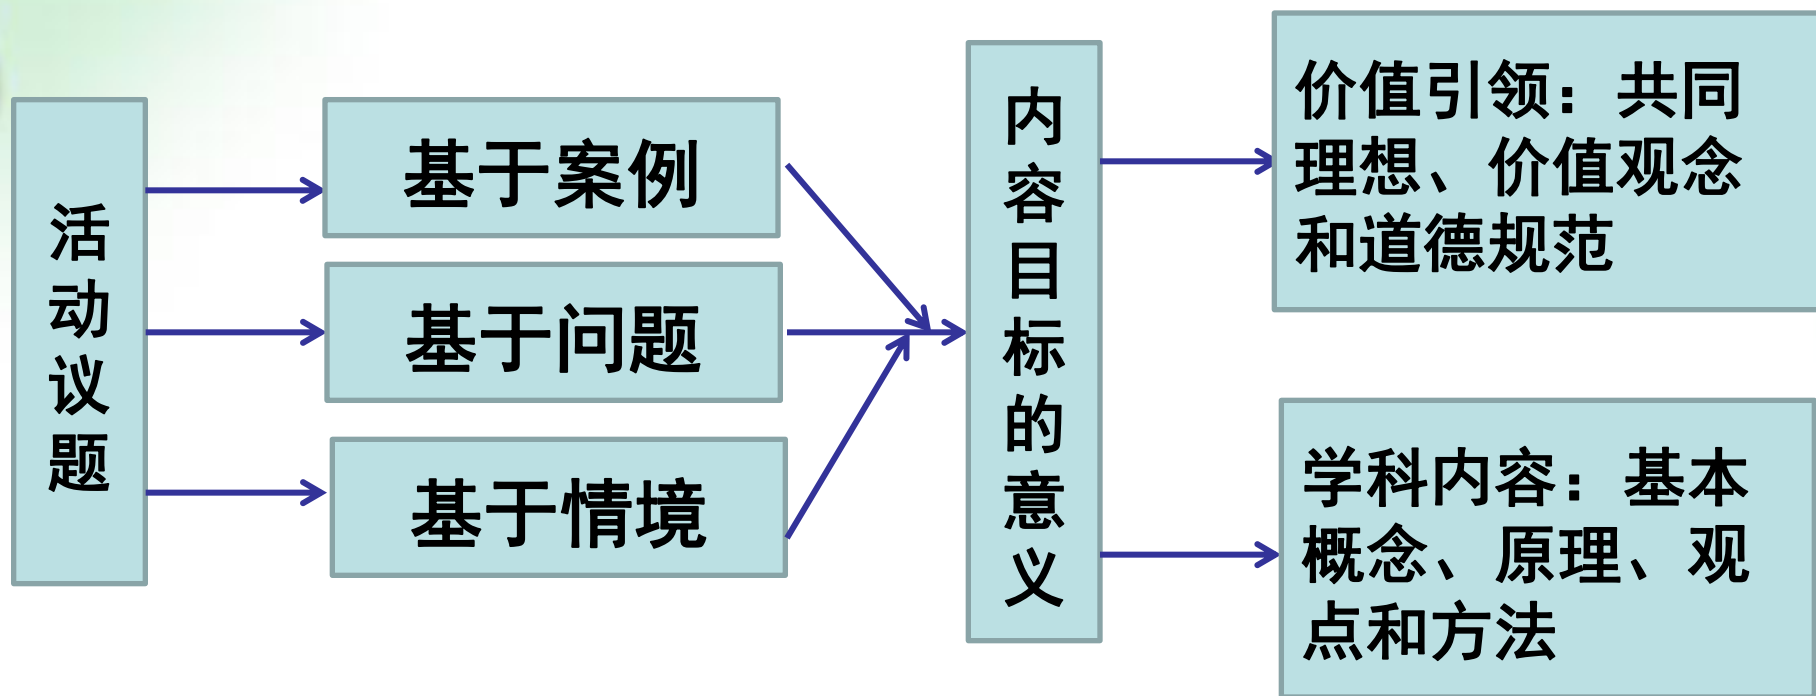 活动议题
基于案例
基于问题
基于情境
内容目标的意义
价值引领：共同
理想、价值观念
和道德规范
学科内容：基本
概念、原理、观
点和方法